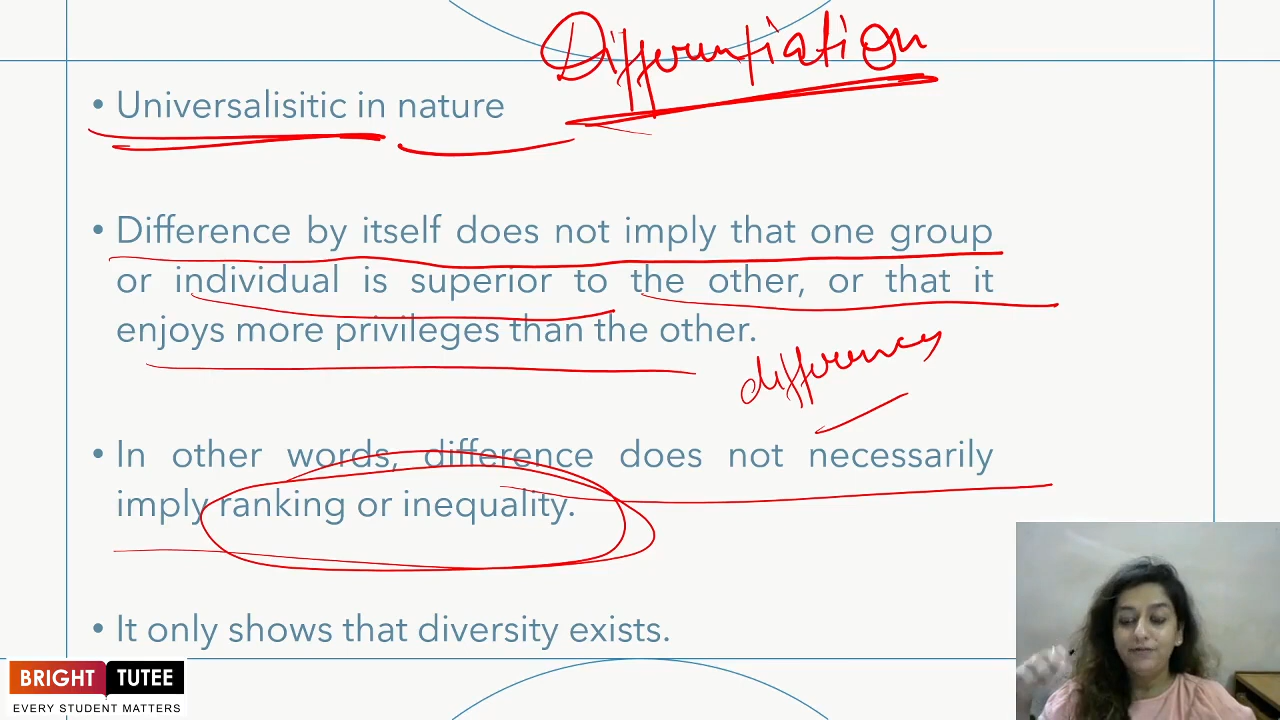 Differentiation
• Universalisitic in nature
• Difference by itself does not imply that one group
or individual is superior to the other, or that it
enjoys more privileges than the other.
• In other words, difference does not necessarily
imply ranking or inequality.
• It only shows that diversity exists.
BRIGHT TUTEE
EVERY STUDENT MATTERS